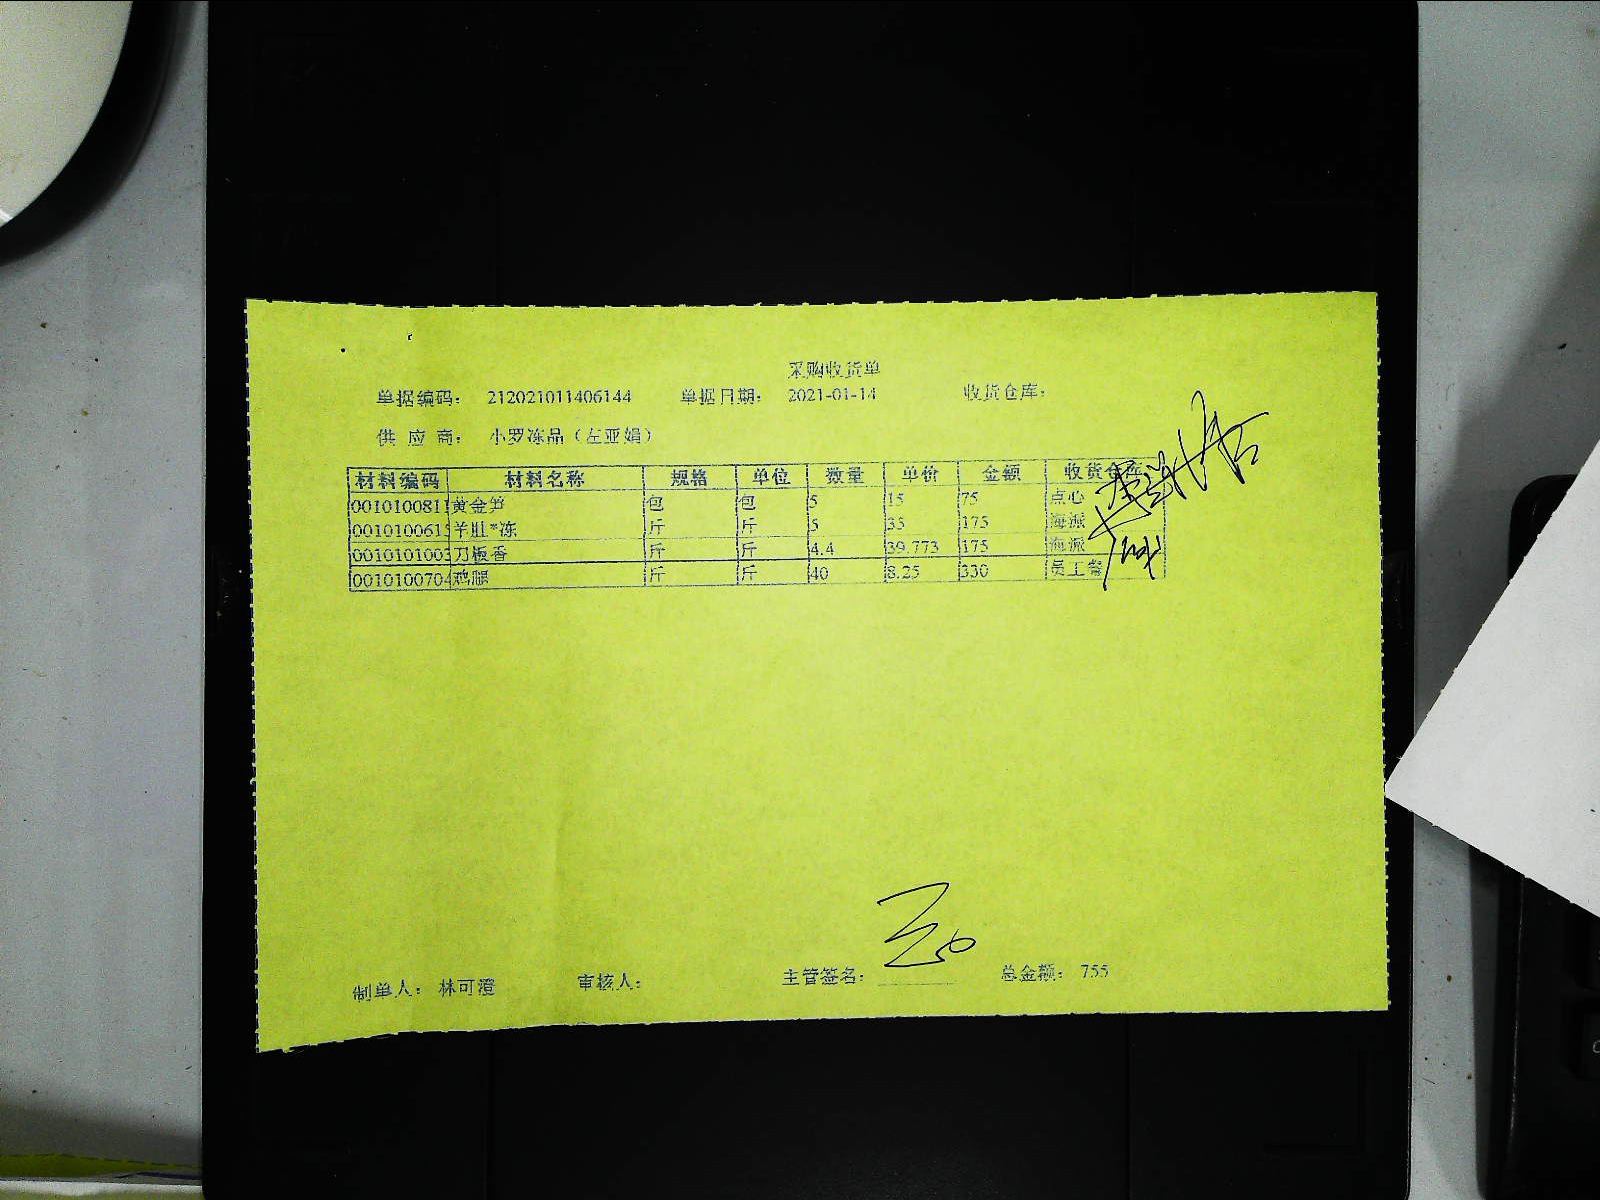 采购收货单
单据编码： 212021011406144 单据日期： 2021-01-14 收货仓库：
供 应 商： 小罗冻品（左亚娟）
材料编码 材料名称 规格 单位 数量 单价 金额 收货仓库
0010100811 黄金笋 包 包 5 15 75 点心
001010061 羊肚*冻 斤 斤 5 35 175 海派
0010101003 刀板香 斤 斤 4.4 39.773 175 海派
0010100704 鸡腿 斤 斤 40 8.25 330 员工餐
制单人： 林可澄 审核人： 主管签名： 总金额： 755